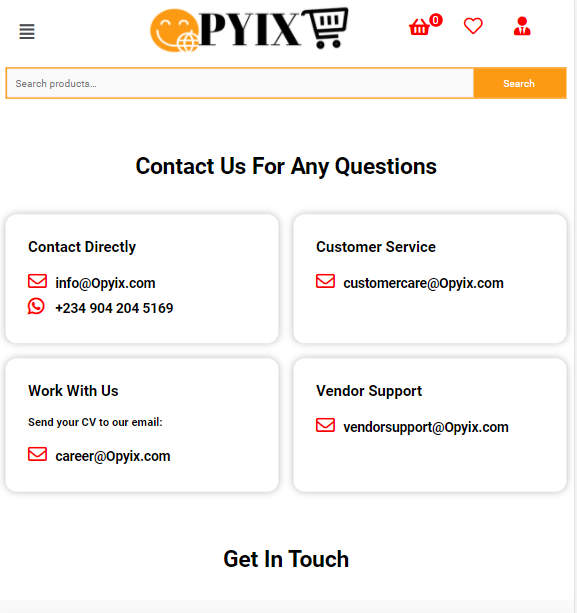 OPYIX
0
Search products...
Search
Contact Us For Any Questions
Contact Directly
info@Opyix.com
+234 904 204 5169
Customer Service
customercare@Opyix.com
Work With Us
Send your CV to our email:
career@Opyix.com
Vendor Support
vendorsupport@Opyix.com
Get In Touch